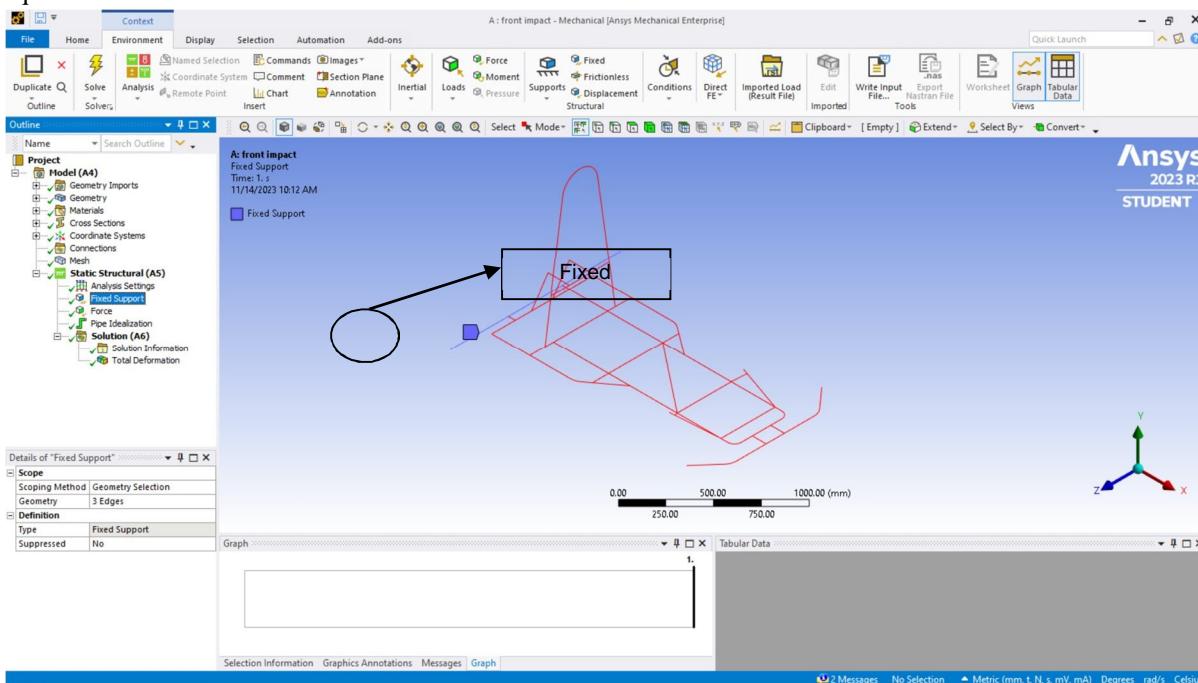 A : front impact - Mechanical [Ansys Mechanical Enterprise]
Context
File Home Environment Display Selection Automation Add-ons
Quick Launch
Duplicate Q
Outline
Solve
Solvers
Analysis
Named Selection
Coordinate System
Remote Point
Commands
Comment
Chart
Images
Section Plane
Annotation
Insert
Inertial
Loads
Force
Moment
Pressure
Supports
Fixed
Frictionless
Displacement
Structural
Conditions
Direct FE
Imported Load (Result File)
Edit
Imported
Write Input File...
.nas
Export Nastran File
Tools
Worksheet
Graph
Tabular Data
Views
Outline
Name
Search Outline
Select Mode Clipboard [ Empty ] Extend Select By Convert
Project
Model (A4)
Geometry Imports
Geometry
Materials
Cross Sections
Coordinate Systems
Connections
Mesh
Static Structural (A5)
Analysis Settings
Fixed Support
Force
Pipe Idealization
Solution (A6)
Solution Information
Total Deformation
A: front impact
Fixed Support
Time: 1. s
11/14/2023 10:12 AM
Fixed Support
Fixed
Ansys
2023 R
STUDENT
Y
Z
X
0.00 500.00 1000.00 (mm)
250.00 750.00
Details of "Fixed Support"
Scope
Scoping Method Geometry Selection
Geometry 3 Edges
Definition
Type Fixed Support
Suppressed No
Graph
1.
Tabular Data
Selection Information Graphics Annotations Messages Graph
2 Messages No Selection Metric (mm, t, N, s, mV, mA) Degrees rad/s Celsiu